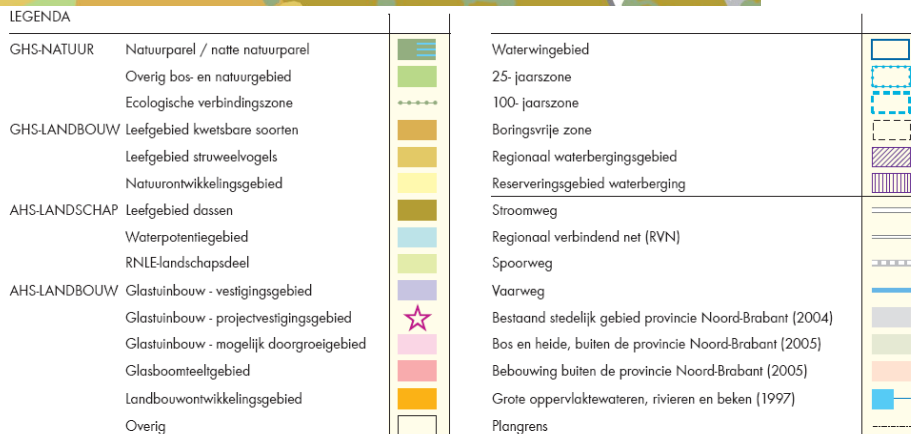 LEGENDA
GHS-NATUUR Natuurparel / natte natuurparel
Overig bos- en natuurgebied
Ecologische verbindingszone
GHS-LANDBOUW Leefgebied kwetsbare soorten
Leefgebied struweelvogels
Natuurontwikkelingsgebied
AHS-LANDSCHAP Leefgebied dassen
Waterpotentiegebied
RNLE-landschapsdeel
AHS-LANDBOUW Glastuinbouw - vestigingsgebied
Glastuinbouw - projectvestigingsgebied
Glastuinbouw - mogelijk doorgroeigebied
Glasboomteeltgebied
Landbouwontwikkelingsgebied
Overig
Waterwingebied
25- jaarszone
100- jaarszone
Boringsvrije zone
Regionaal waterbergingsgebied
Reserveringsgebied waterberging
Stroomweg
Regionaal verbindend net (RVN)
Spoorweg
Vaarweg
Bestaand stedelijk gebied provincie Noord-Brabant (2004)
Bos en heide, buiten de provincie Noord-Brabant (2005)
Bebouwing buiten de provincie Noord-Brabant (2005)
Grote oppervlaktewateren, rivieren en beken (1997)
Plangrens